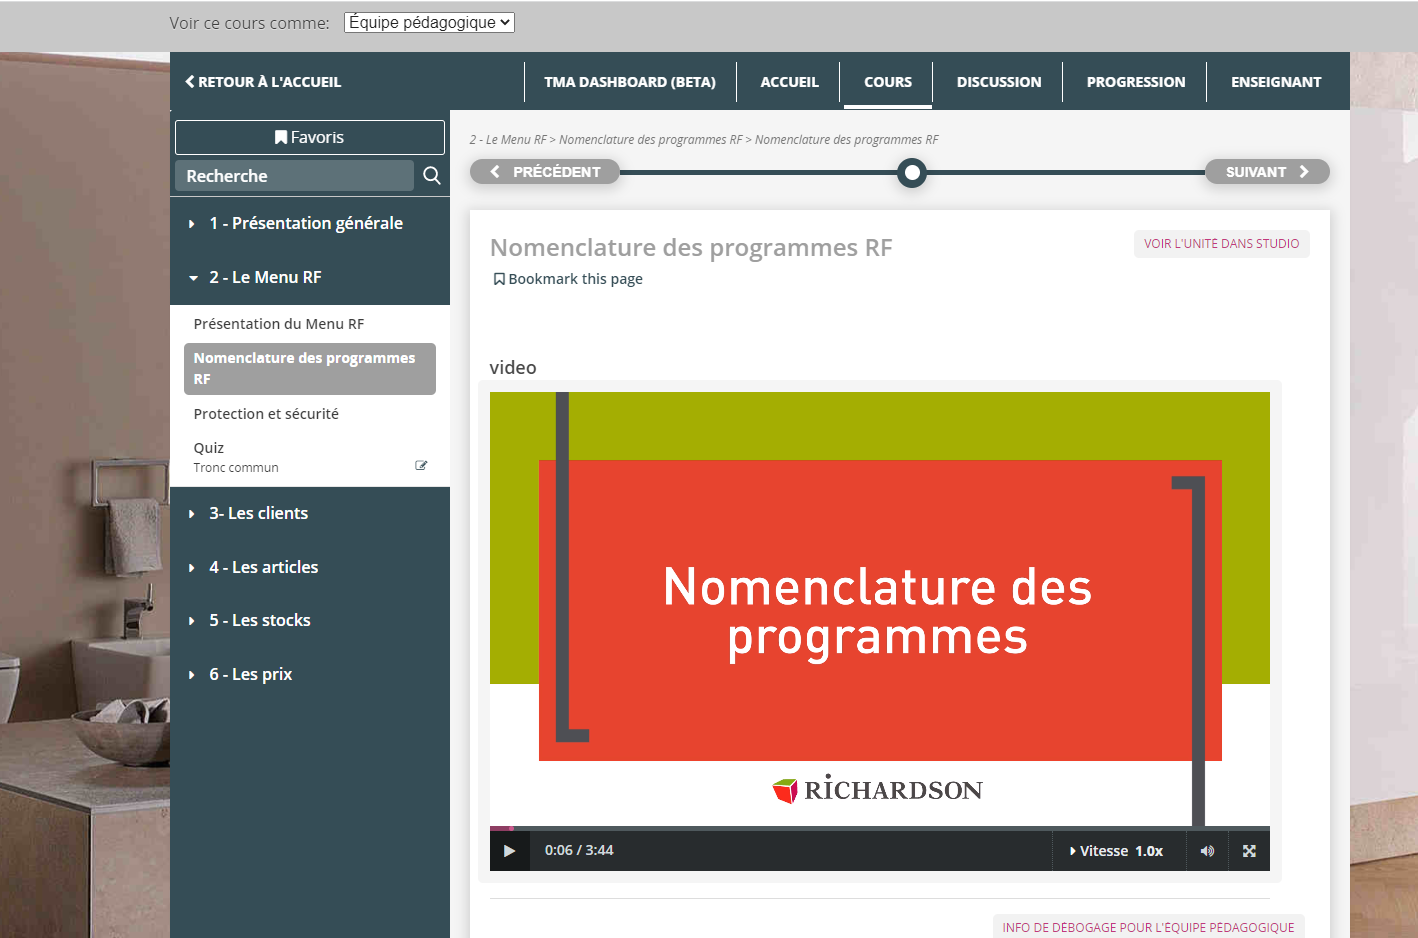 Voir ce cours comme: Équipe pédagogique
RETOUR À L'ACCUEIL
TMA DASHBOARD (BETA)
ACCUEIL
COURS
DISCUSSION
PROGRESSION
ENSEIGNANT
Favoris
Recherche
1 - Présentation générale
2 - Le Menu RF
Présentation du Menu RF
Nomenclature des programmes
RF
Protection et sécurité
Quiz
Tronc commun
3- Les clients
4 - Les articles
5 - Les stocks
6 - Les prix
2 - Le Menu RF > Nomenclature des programmes RF > Nomenclature des programmes RF
PRÉCÉDENT
SUIVANT
Nomenclature des programmes RF
VOIR L'UNITÉ DANS STUDIO
Bookmark this page
video
Nomenclature des
programmes
RICHARDSON
0:06 / 3:44
Vitesse 1.0x
INFO DE DÉBOGAGE POUR L'ÉQUIPE PÉDAGOGIQUE